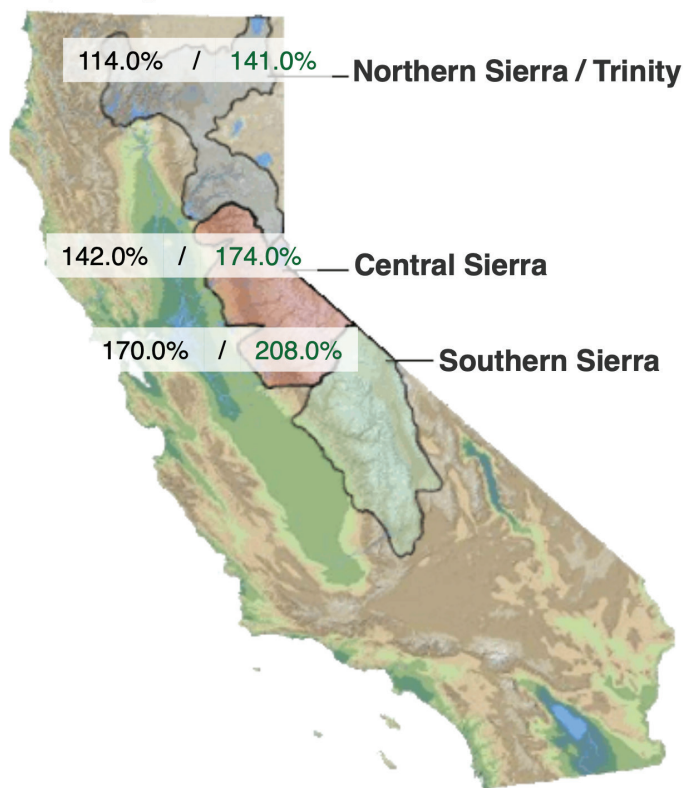 114.0% / 141.0%
Northern Sierra / Trinity
142.0% / 174.0%
Central Sierra
170.0% / 208.0%
Southern Sierra